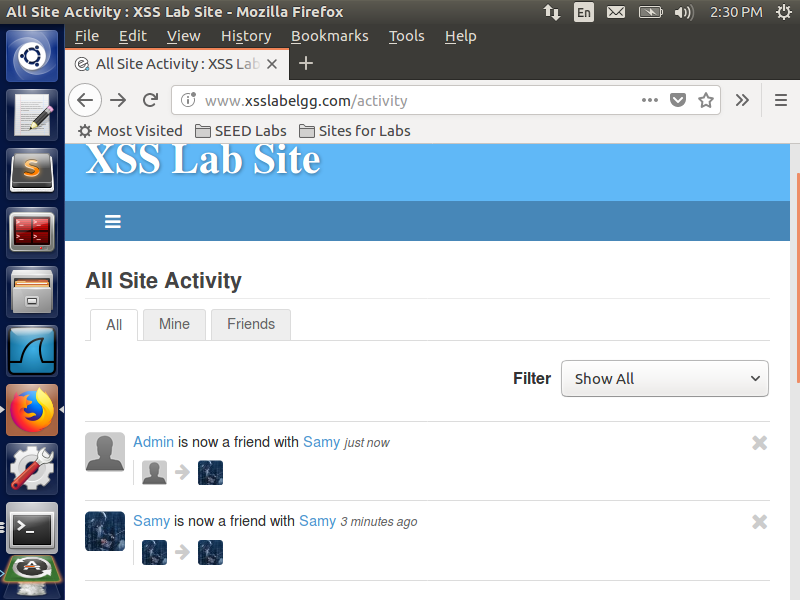 All Site Activity : XSS Lab Site - Mozilla Firefox
En
2:30 PM
File Edit View History Bookmarks Tools Help
All Site Activity : XSS Lab
www.xsslabelgg.com/activity
Most Visited SEED Labs Sites for Labs
XSS Lab Site
All Site Activity
All Mine Friends
Filter Show All
Admin is now a friend with Samy just now
Samy is now a friend with Samy 3 minutes ago